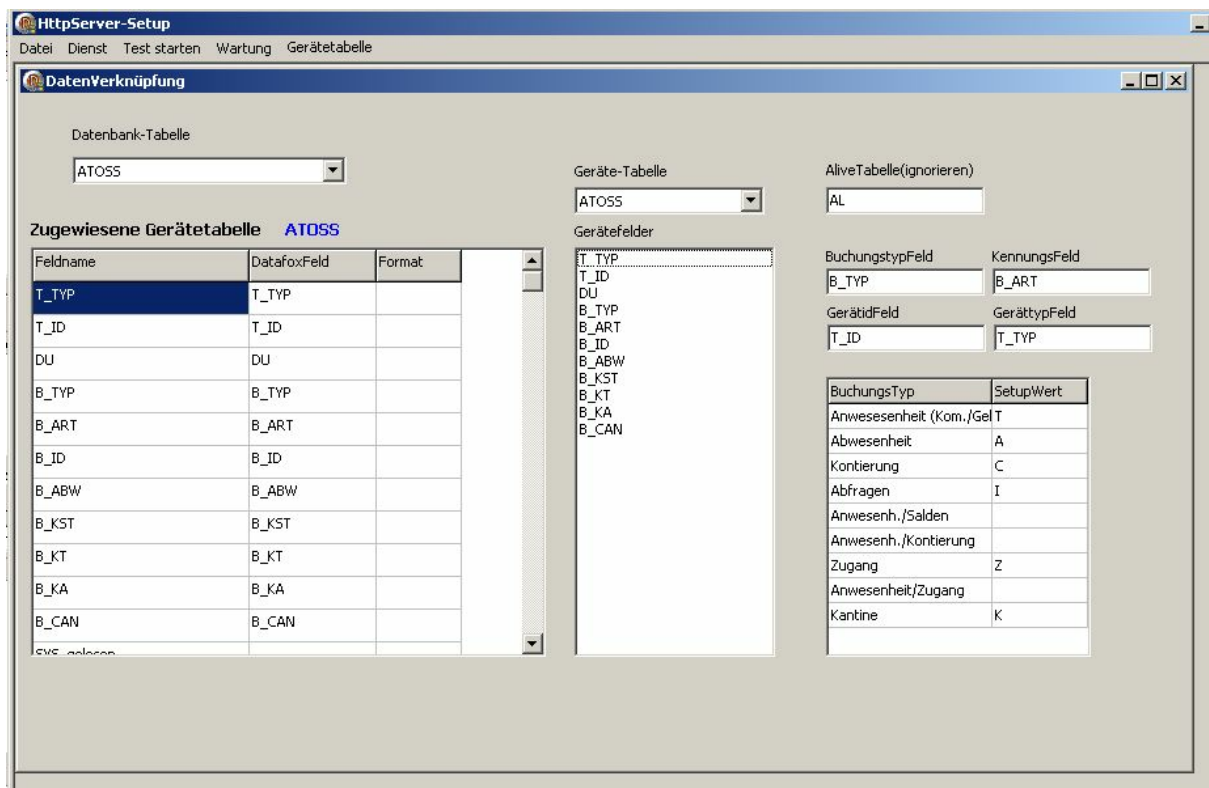 HttpServer-Setup
Datei Dienst Test starten Wartung Gerätetabelle
DatenVerknüpfung
Datenbank-Tabelle
ATOSS
Zugewiesene Gerätetabelle ATOSS
Feldname DatafoxFeld Format
T_TYP T_TYP
T_ID T_ID
DU DU
B_TYP B_TYP
B_ART B_ART
B_ID B_ID
B_ABW B_ABW
B_KST B_KST
B_KT B_KT
B_KA B_KA
B_CAN B_CAN
Geräte-Tabelle
ATOSS
Gerätefelder
T_TYP
T_ID
DU
B_TYP
B_ART
B_ID
B_ABW
B_KST
B_KT
B_KA
B_CAN
AliveTabelle(ignorieren)
AL
BuchungstypFeld KennungsFeld
B_TYP B_ART
GerätidFeld GerättypFeld
T_ID T_TYP
BuchungsTyp SetupWert
Anwesesenheit (Kom./Gel T
Abwesenheit A
Kontierung C
Abfragen I
Anwesenh./Salden
Anwesenh./Kontierung
Zugang Z
Anwesenheit/Zugang
Kantine K